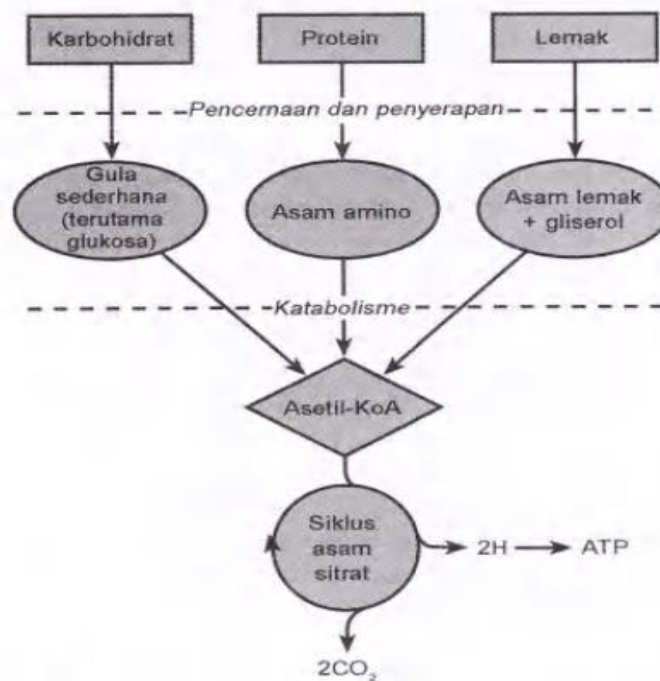 Karbohidrat
Protein
Lemak
Pencernaan dan penyerapan
Gula
sederhana
(terutama
glukosa)
Asam amino
Asam lemak
+ gliserol
Katabolisme
Asetil-KoA
Siklus
asam
sitrat
2H
ATP
2CO₂